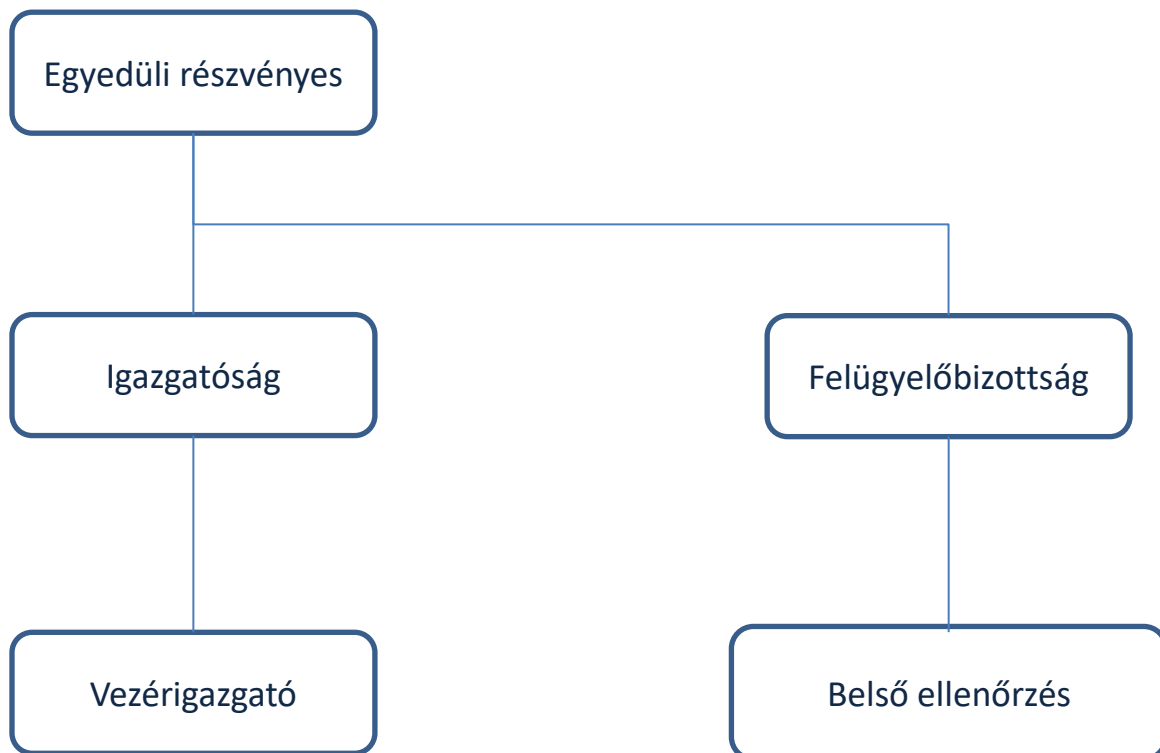 Egyedüli részvényes
Igazgatóság
Felügyelőbizottság
Vezérigazgató
Belső ellenőrzés